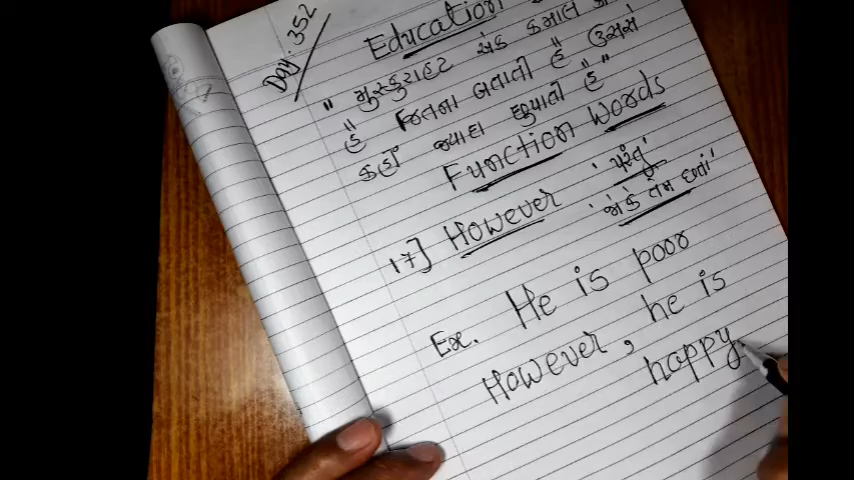 Day: 352
Education
" મુસ્કુરાહટ એક કમાલ
હૈ જિતના બતાતી હૈ ઉસસે
કહીં જ્યાદા છુપાતી હૈ "
Function Words
17] However ' પરંતુ '
' જોકે તેમ છતાં '
Ex. He is poor
However, he is
happy